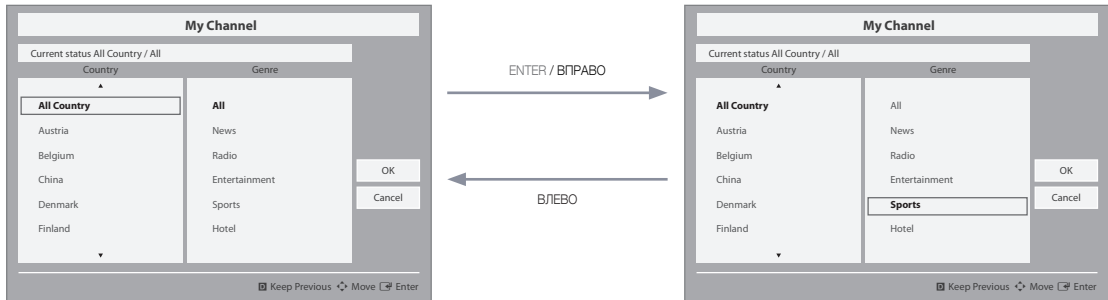 My Channel
Current status All Country / All
Country Genre
All Country All
Austria News
Belgium Radio
China Entertainment
Denmark Sports
Finland Hotel
OK
Cancel
D Keep Previous Move Enter
ENTER / ВПРАВО
ВЛЕВО
My Channel
Current status All Country / All
Country Genre
All Country All
Austria News
Belgium Radio
China Entertainment
Denmark Sports
Finland Hotel
OK
Cancel
D Keep Previous Move Enter